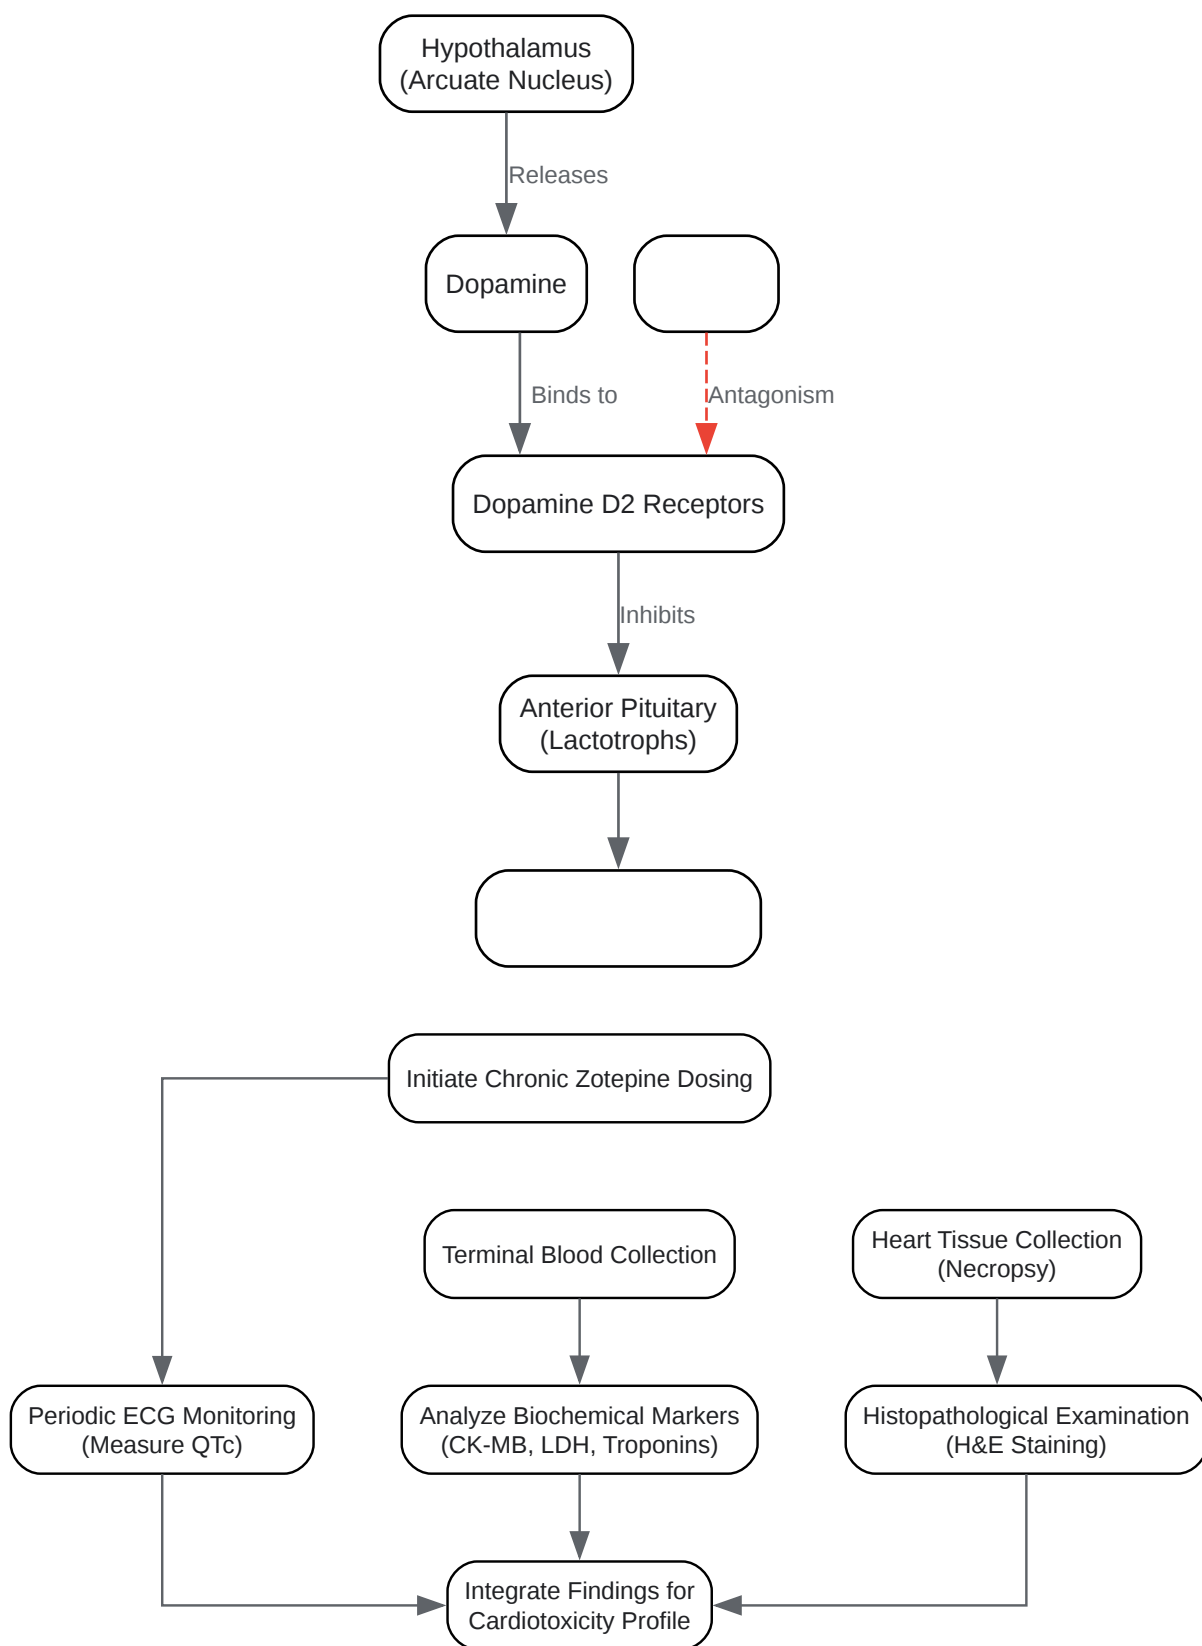 Hypothalamus
(Arcuate Nucleus)
Releases
Dopamine
Binds to
Antagonism
Dopamine D2 Receptors
Inhibits
Anterior Pituitary
(Lactotrophs)
Initiate Chronic Zotepine Dosing
Terminal Blood Collection
Heart Tissue Collection
(Necropsy)
Periodic ECG Monitoring
(Measure QTc)
Analyze Biochemical Markers
(CK-MB, LDH, Troponins)
Histopathological Examination
(H&E Staining)
Integrate Findings for
Cardiotoxicity Profile